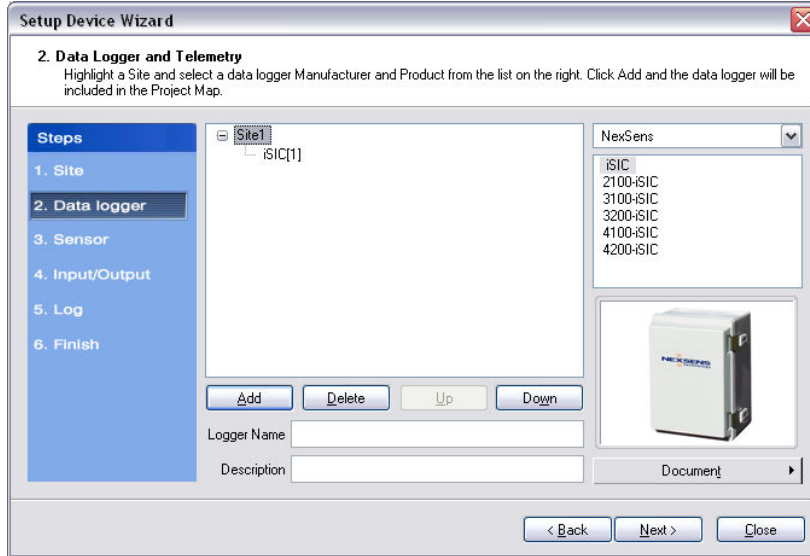 Setup Device Wizard
2. Data Logger and Telemetry
Highlight a Site and select a data logger Manufacturer and Product from the list on the right. Click Add and the data logger will be
included in the Project Map.
Steps
1. Site
2. Data logger
3. Sensor
4. Input/Output
5. Log
6. Finish
Site1
iSIC[1]
Add
Delete
Up
Down
Logger Name
Description
NexSens
iSIC
2100-iSIC
3100-iSIC
3200-iSIC
4100-iSIC
4200-iSIC
NEXSENS
Document
< Back
Next >
Close